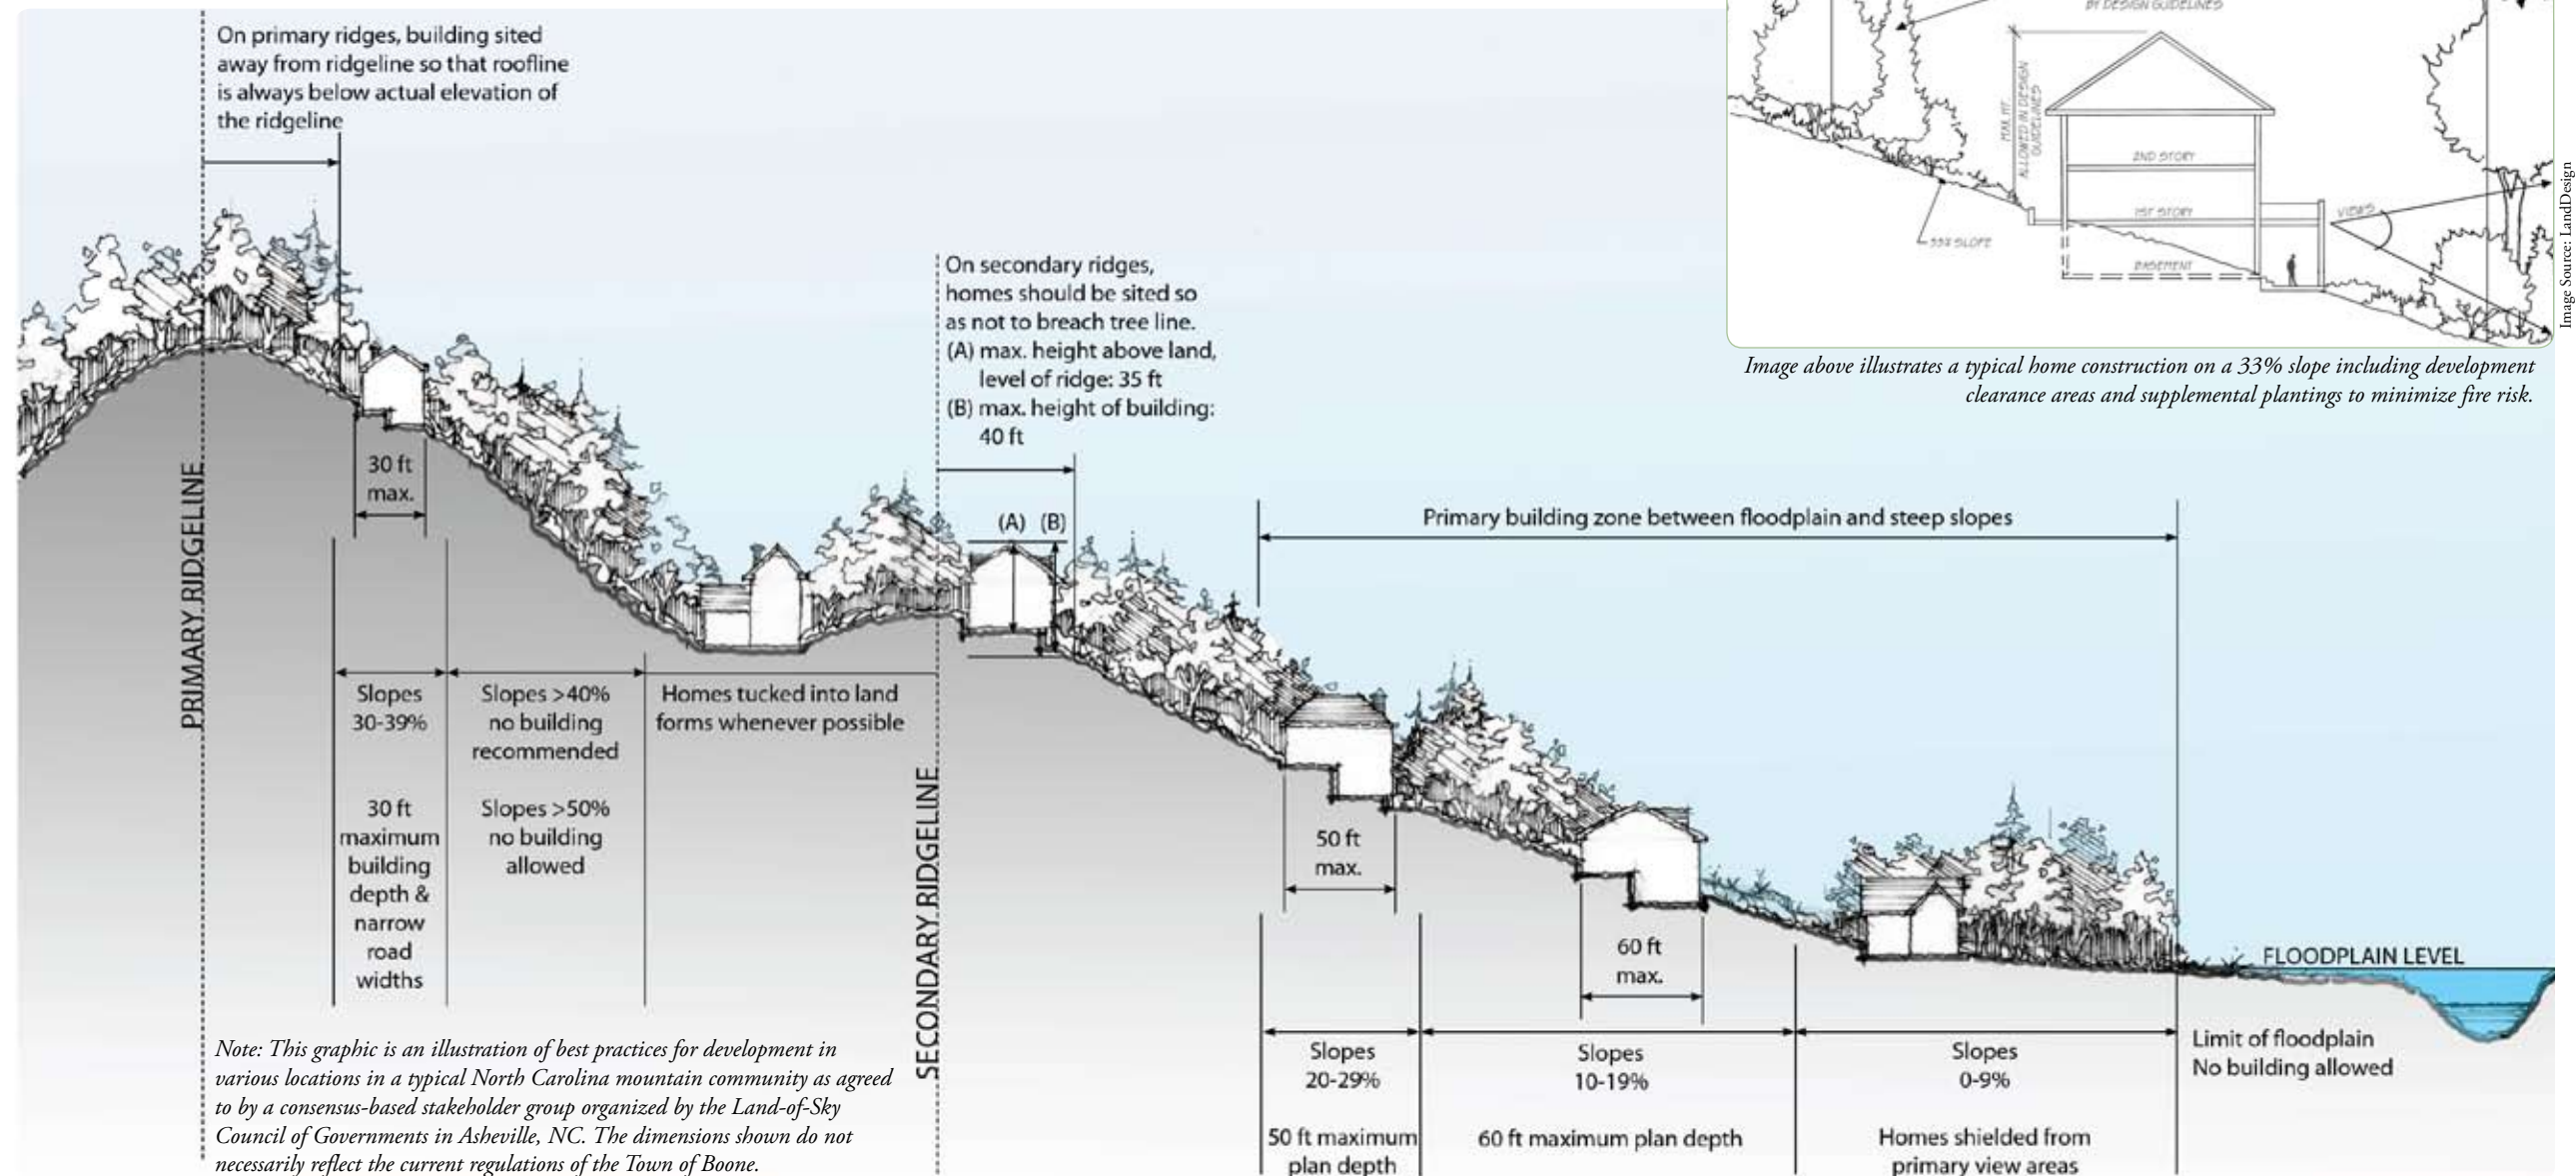 On primary ridges, building sited
away from ridgeline so that roofline
is always below actual elevation of
the ridgeline
PRIMARY RIDGELINE
30 ft
max.
Slopes
30-39%
30 ft
maximum
building
depth &
narrow
road
widths
Slopes >40%
no building
recommended
Slopes >50%
no building
allowed
Homes tucked into land
forms whenever possible
SECONDARY RIDGELINE
On secondary ridges,
homes should be sited so
as not to breach tree line.
(A) max. height above land,
level of ridge: 35 ft
(B) max. height of building:
40 ft
(A) (B)
Primary building zone between floodplain and steep slopes
50 ft
max.
60 ft
max.
Slopes
20-29%
50 ft maximum
plan depth
Slopes
10-19%
60 ft maximum plan depth
Slopes
0-9%
Homes shielded from
primary view areas
FLOODPLAIN LEVEL
Limit of floodplain
No building allowed
Note: This graphic is an illustration of best practices for development in
various locations in a typical North Carolina mountain community as agreed
to by a consensus-based stakeholder group organized by the Land-of-Sky
Council of Governments in Asheville, NC. The dimensions shown do not
necessarily reflect the current regulations of the Town of Boone.
BY DESIGN GUIDELINES
MAX. HT.
ALLOWED IN DESIGN
GUIDELINES
2ND STORY
1ST STORY
BASEMENT
VIEWS
33% SLOPE
Image Source: LandDesign
Image above illustrates a typical home construction on a 33% slope including development
clearance areas and supplemental plantings to minimize fire risk.